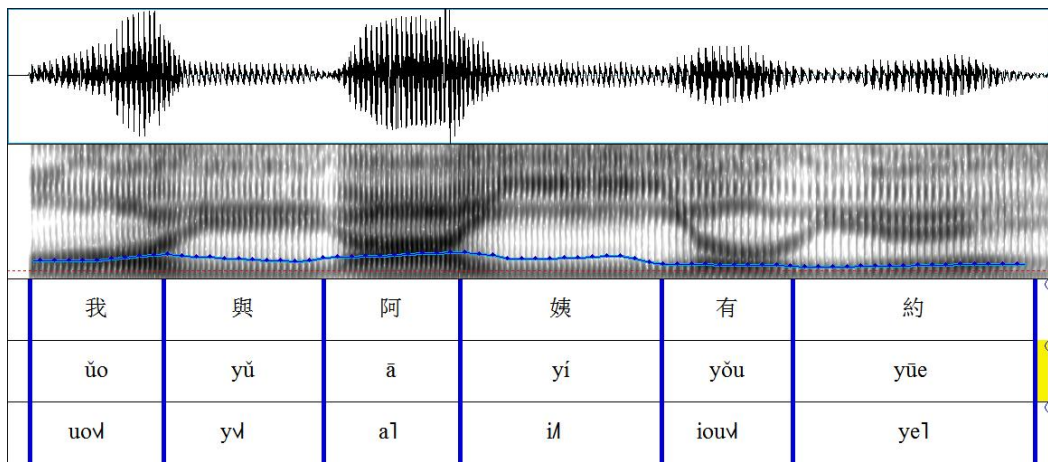 我 與 阿 姨 有 約
ǔo yǔ ā yí yǒu yūe
uo˨˩˦ y˨˩˦ a˥ i˧˥ iou˨˩˦ ye˥